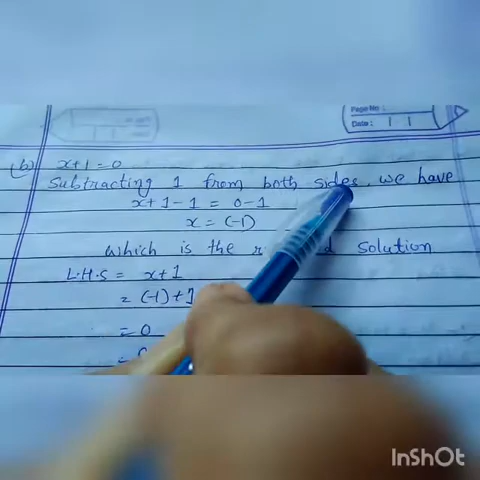 Page No :
Date :
(b) x+1=0
Subtracting 1 from both sides, we have
x+1-1 = 0-1
x = (-1)
which is the solution
L.H.S = x+1
= (-1)+1
= 0
=
InShOt